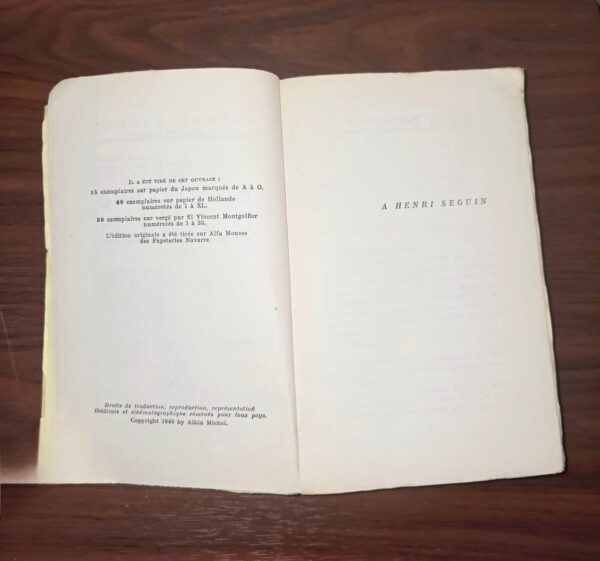 IL A ÉTÉ TIRÉ DE CET OUVRAGE :
15 exemplaires sur papier du Japon marqués de A à O.
40 exemplaires sur papier de Hollande
numérotés de 1 à XL.
30 exemplaires sur vergé pur fil Vincent Montgolfier
numérotés de 1 à 30.
L'édition originale a été tirée sur Alfa Mousse
des Papeteries Navarre
Droits de traduction, reproduction, représentation
théâtrale et cinématographique réservés pour tous pays.
Copyright 1946 by Albin Michel.
A HENRI SEGUIN